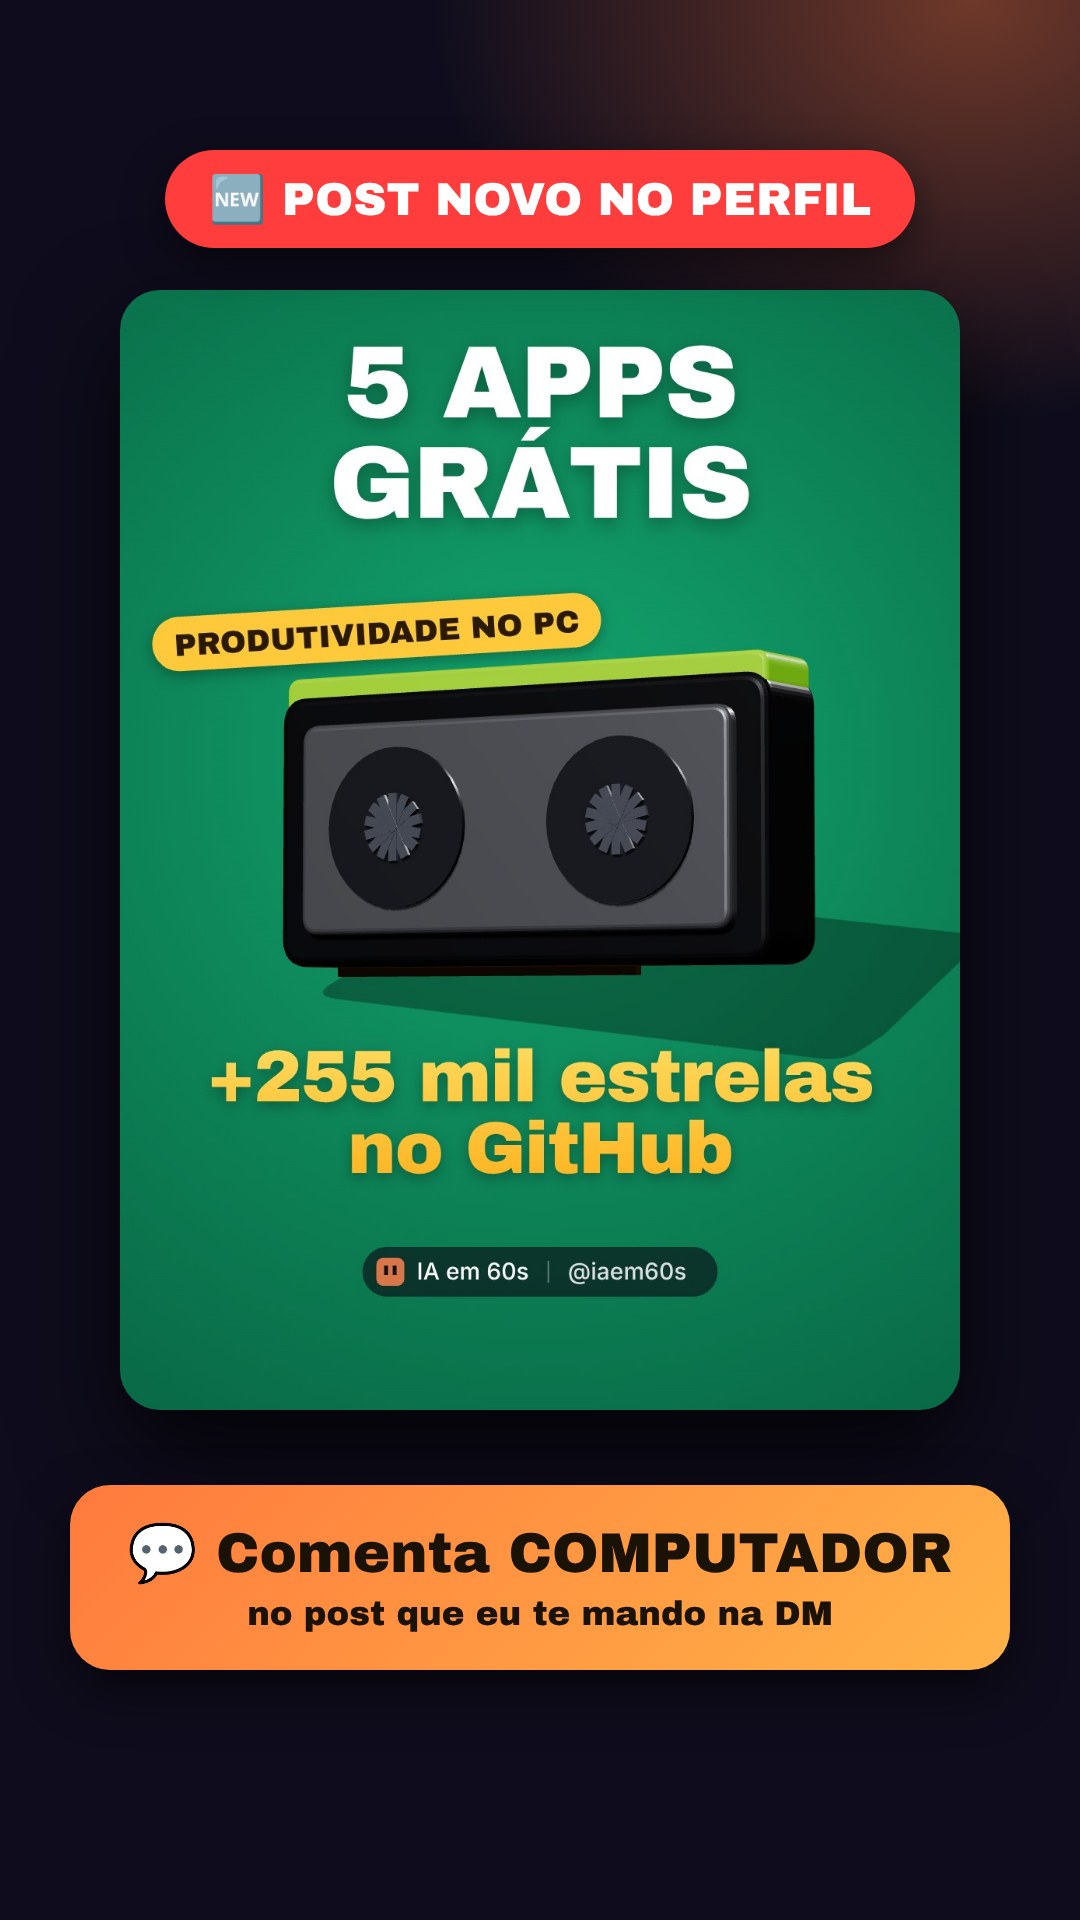 🆕 POST NOVO NO PERFIL
5 APPS
GRÁTIS
PRODUTIVIDADE NO PC
+255 mil estrelas
no GitHub
IA em 60s | @iaem60s
💬 Comenta COMPUTADOR
no post que eu te mando na DM